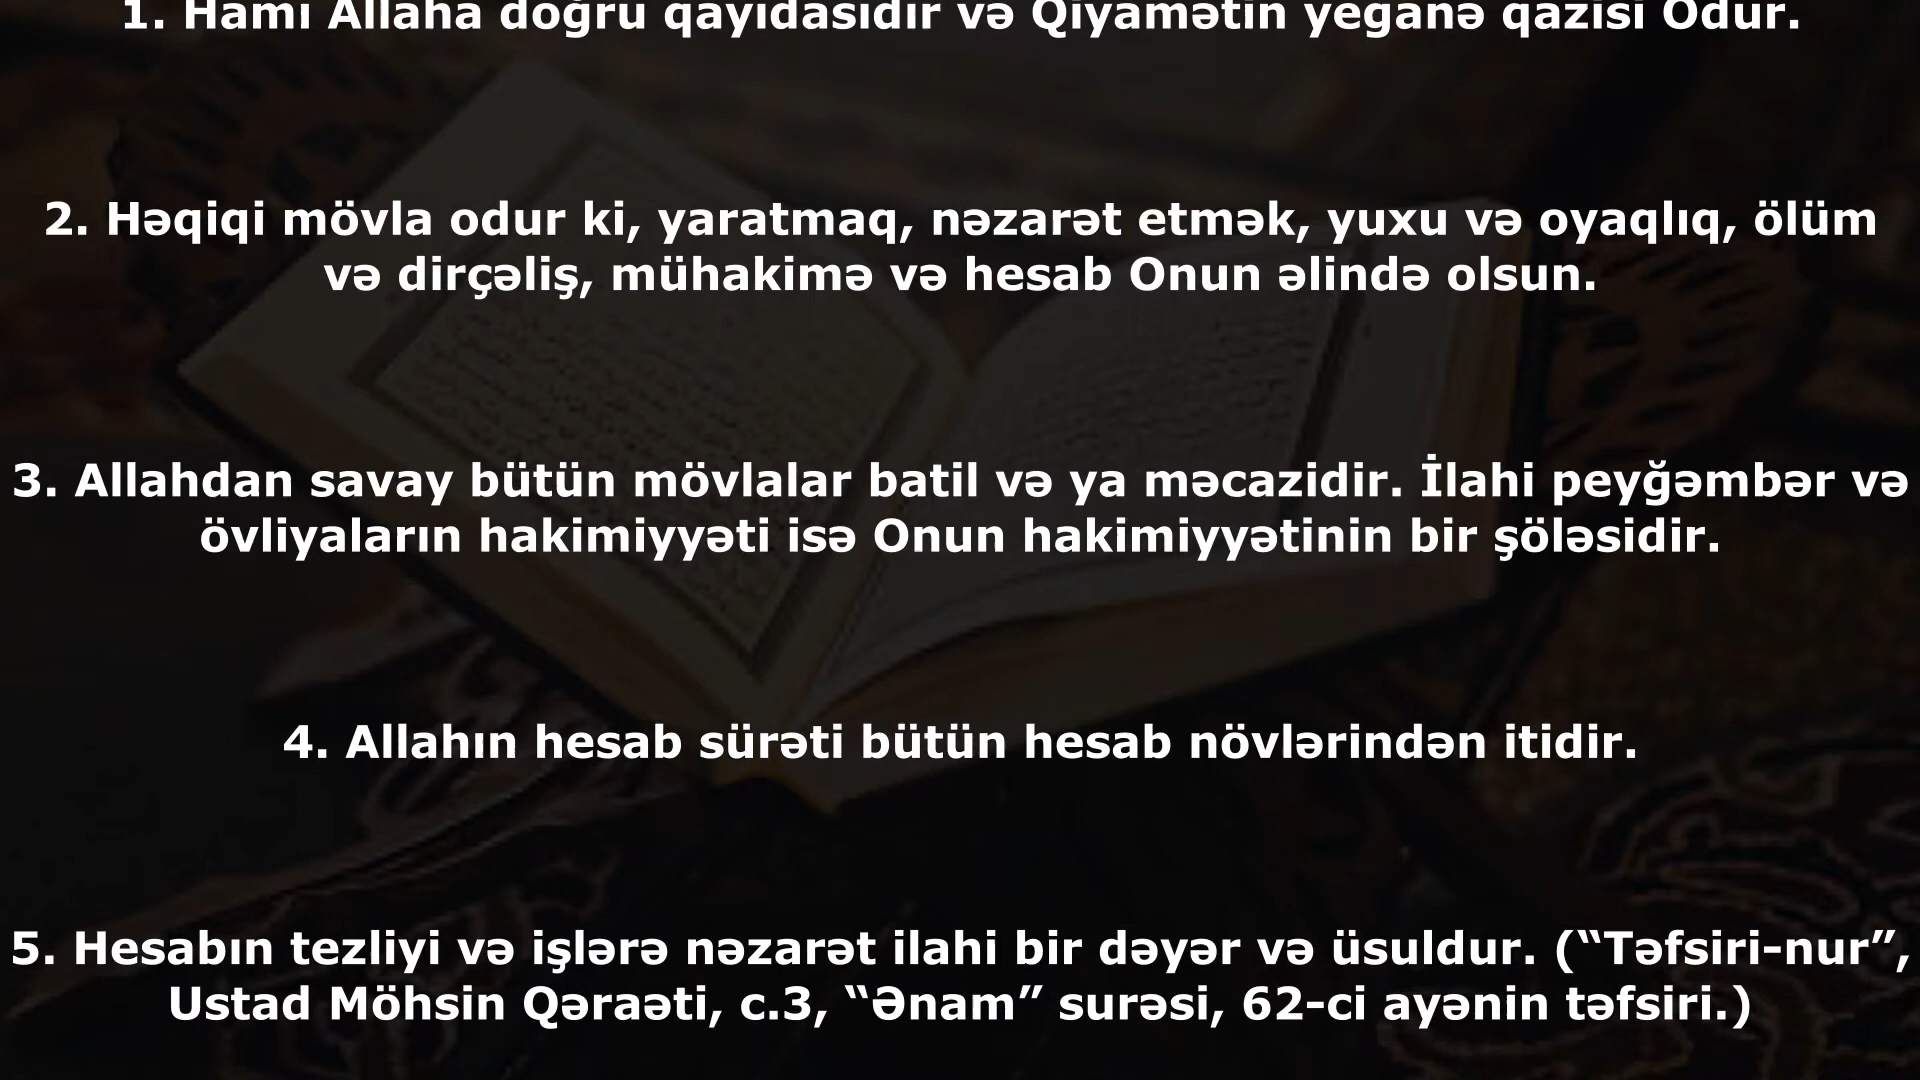 1. Hamı Allaha doğru qayıdasıdır və Qiyamətin yeganə qazisi Odur.
2. Həqiqi mövla odur ki, yaratmaq, nəzarət etmək, yuxu və oyaqlıq, ölüm
və dirçəliş, mühakimə və hesab Onun əlində olsun.
3. Allahdan savay bütün mövlalar batil və ya məcazidir. İlahi peyğəmbər və
övliyaların hakimiyyəti isə Onun hakimiyyətinin bir şöləsidir.
4. Allahın hesab sürəti bütün hesab növlərindən itidir.
5. Hesabın tezliyi və işlərə nəzarət ilahi bir dəyər və üsuldur. (“Təfsiri-nur”,
Ustad Möhsin Qəraəti, c.3, “Ənam” surəsi, 62-ci ayənin təfsiri.)